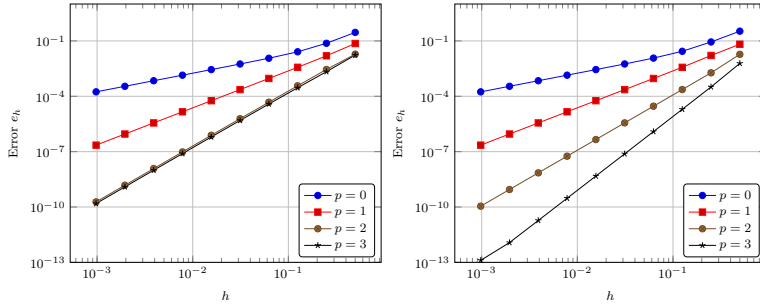 10⁻¹
10⁻⁴
10⁻⁷
10⁻¹⁰
10⁻¹³
Error e_h
10⁻³ 10⁻² 10⁻¹
h
p = 0
p = 1
p = 2
p = 3
10⁻¹
10⁻⁴
10⁻⁷
10⁻¹⁰
10⁻¹³
Error e_h
10⁻³ 10⁻² 10⁻¹
h
p = 0
p = 1
p = 2
p = 3